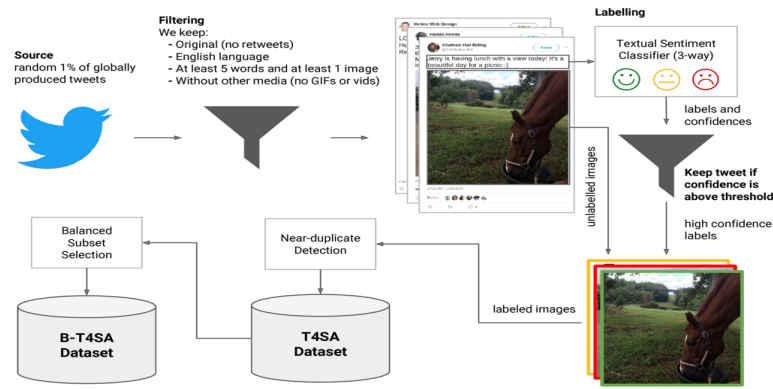 Source
random 1% of globally
produced tweets
Filtering
We keep:
- Original (no retweets)
- English language
- At least 5 words and at least 1 image
- Without other media (no GIFs or vids)
Helios Web Design
Chatham Hall Riding
Jerry is having lunch with a view today! It's a
beautiful day for a picnic :)
Labelling
Textual Sentiment
Classifier (3-way)
labels and
confidences
Keep tweet if
confidence is
above threshold
high confidence
labels
unlabelled images
labeled images
Near-duplicate
Detection
T4SA
Dataset
Balanced
Subset
Selection
B-T4SA
Dataset